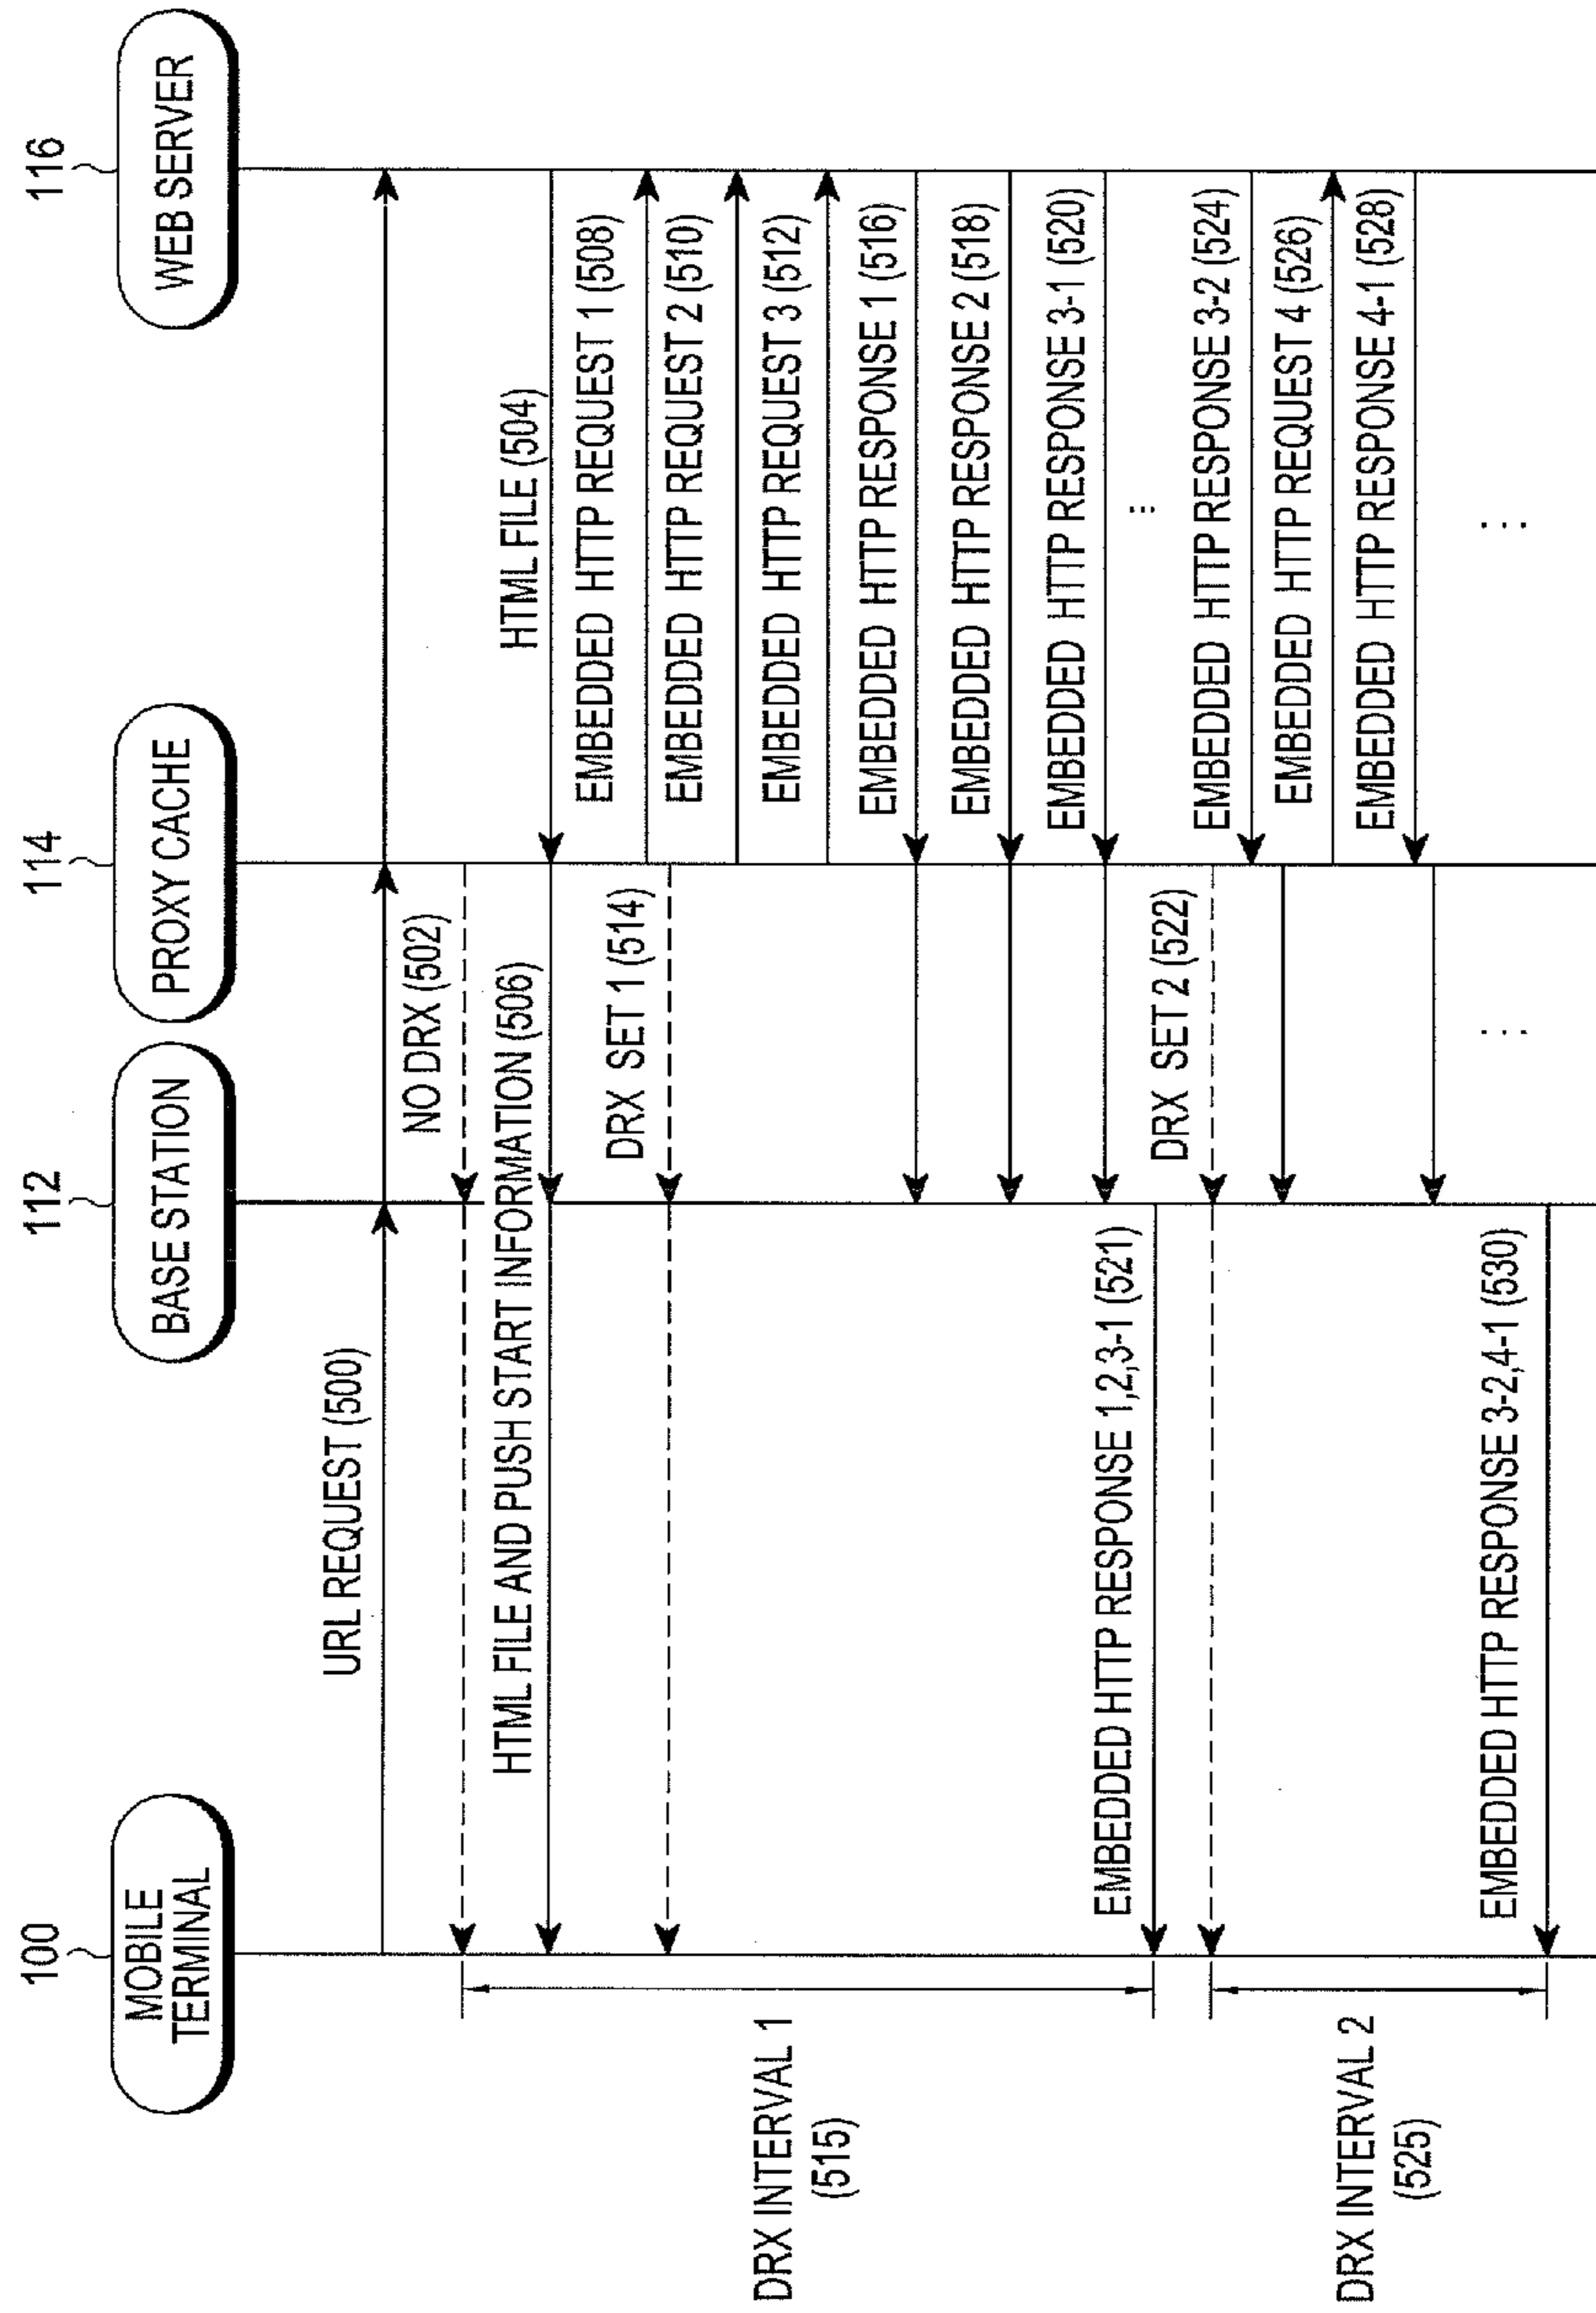 100
MOBILE
TERMINAL
112
BASE STATION
114
PROXY CACHE
116
WEB SERVER
URL REQUEST (500)
NO DRX (502)
HTML FILE AND PUSH START INFORMATION (506)
HTML FILE (504)
EMBEDDED HTTP REQUEST 1 (508)
DRX SET 1 (514)
EMBEDDED HTTP REQUEST 2 (510)
EMBEDDED HTTP REQUEST 3 (512)
DRX INTERVAL 1
(515)
EMBEDDED HTTP RESPONSE 1 (516)
EMBEDDED HTTP RESPONSE 2 (518)
EMBEDDED HTTP RESPONSE 3-1 (520)
...
EMBEDDED HTTP RESPONSE 1,2,3-1 (521)
DRX SET 2 (522)
EMBEDDED HTTP RESPONSE 3-2 (524)
EMBEDDED HTTP REQUEST 4 (526)
DRX INTERVAL 2
(525)
EMBEDDED HTTP RESPONSE 4-1 (528)
EMBEDDED HTTP RESPONSE 3-2,4-1 (530)
...
...